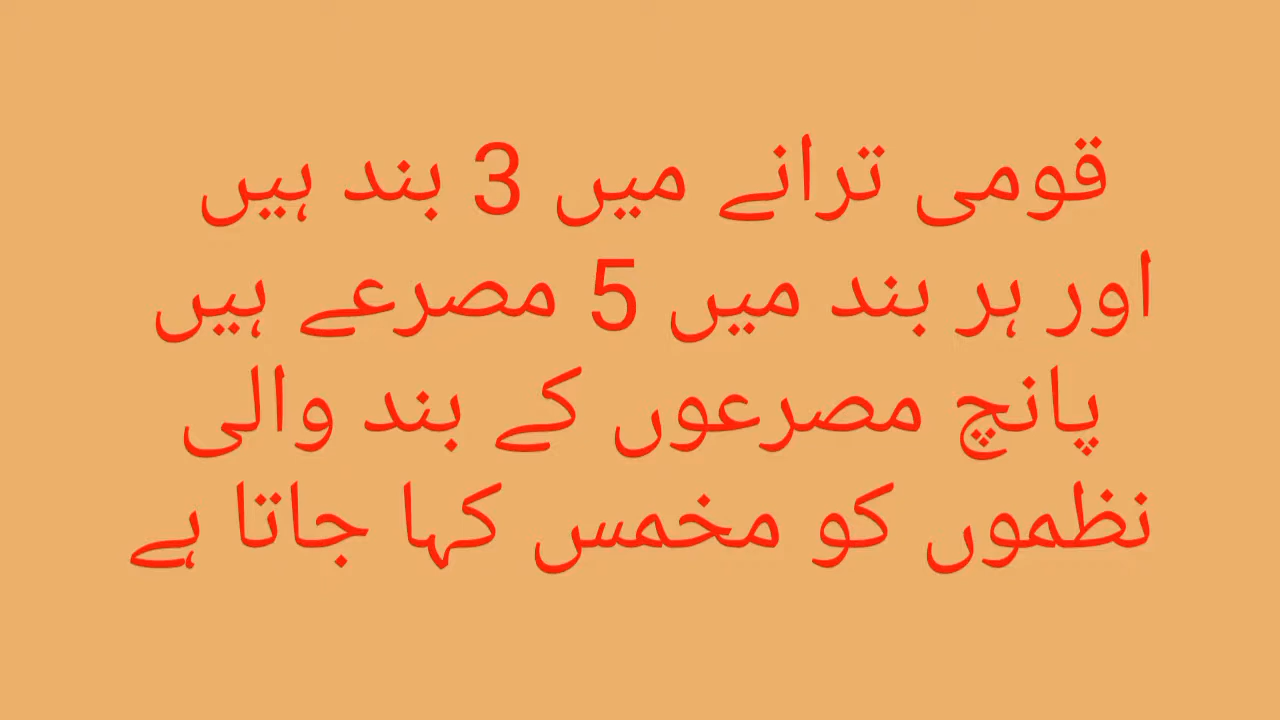 قومی ترانے میں 3 بند ہیں
اور ہر بند میں 5 مصرعے ہیں
پانچ مصرعوں کے بند والی
نظموں کو مخمس کہا جاتا ہے